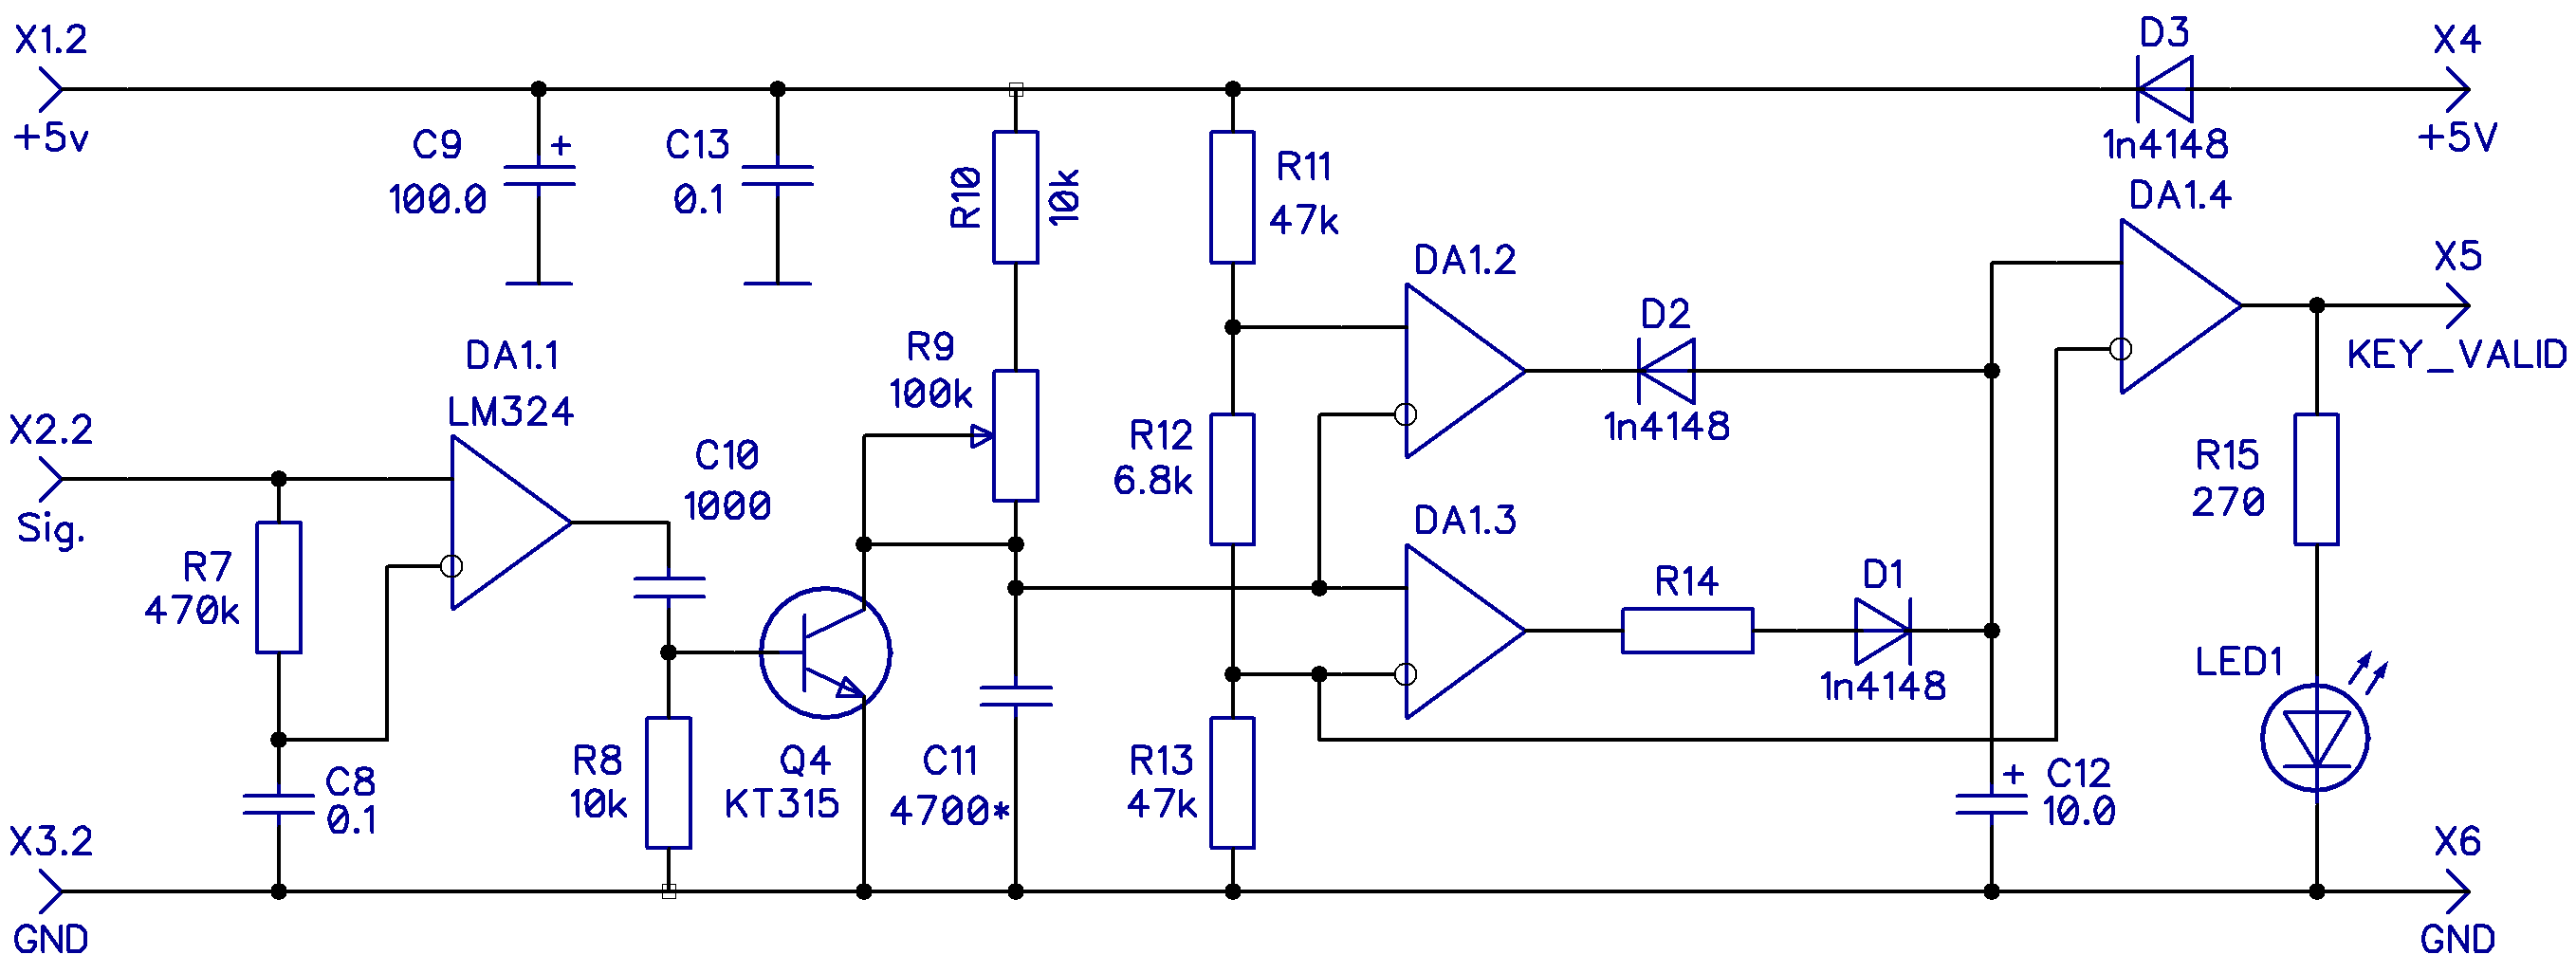 X1.2
+5v
C9
+
100.0
C13
0.1
R10
10k
R11
47k
D3
1n4148
X4
+5V
DA1.4
DA1.2
D2
1n4148
X5
KEY_VALID
DA1.1
LM324
R9
100k
X2.2
Sig.
C10
1000
R12
6.8k
R15
270
DA1.3
R7
470k
R14
D1
1n4148
LED1
C8
0.1
R8
10k
Q4
KT315
C11
4700*
R13
47k
+
C12
10.0
X3.2
GND
X6
GND